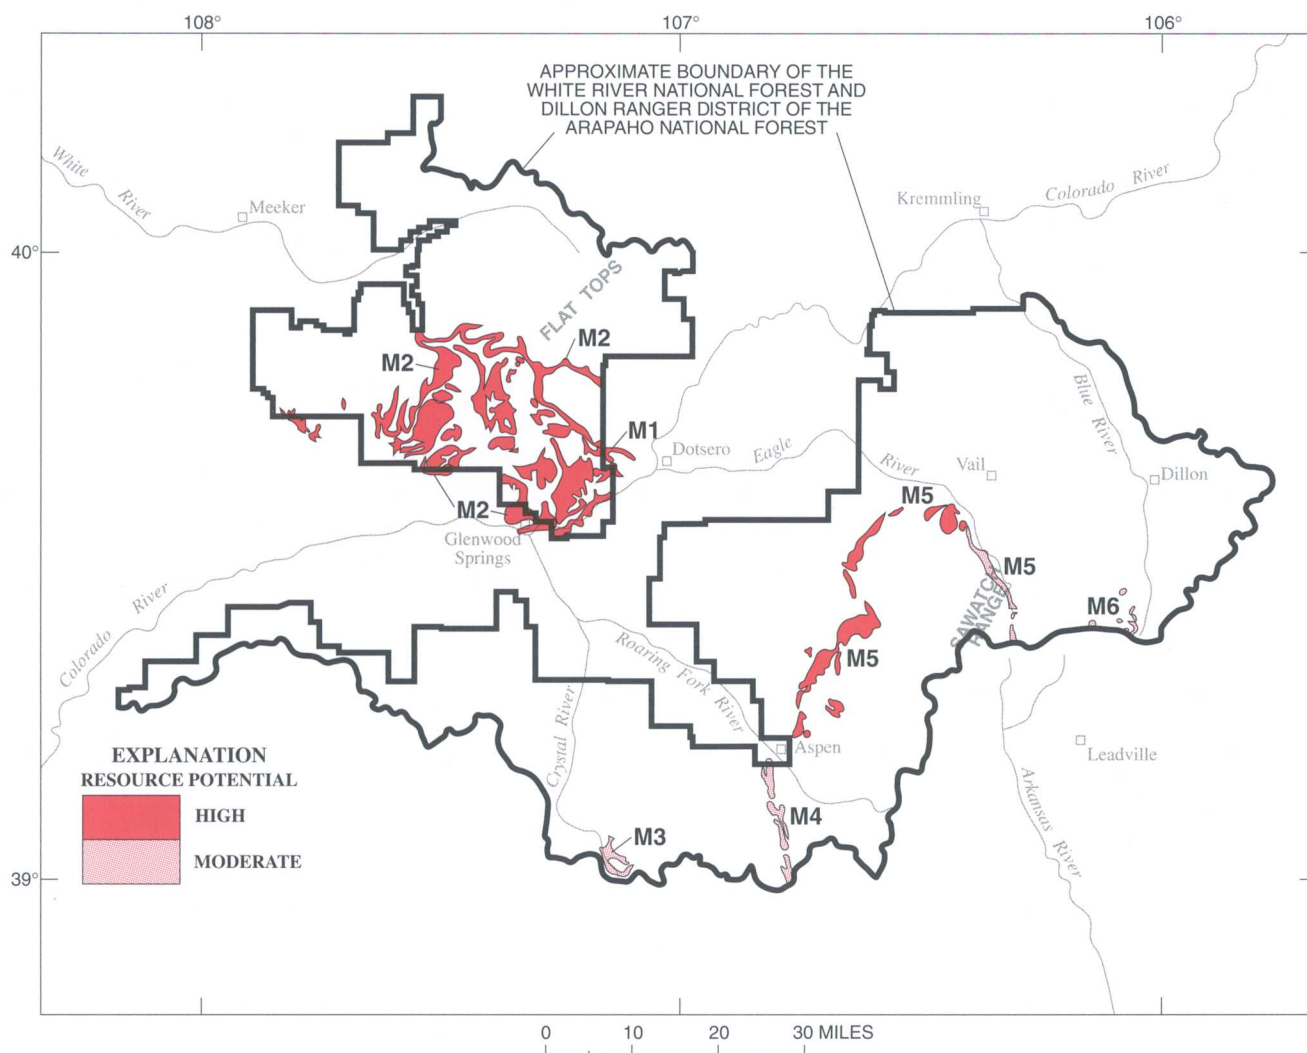 108°
107°
106°
APPROXIMATE BOUNDARY OF THE
WHITE RIVER NATIONAL FOREST AND
DILLON RANGER DISTRICT OF THE
ARAPAHO NATIONAL FOREST
White River
Meeker
Kremmling
Colorado River
40°
FLAT TOPS
M2
M2
Blue River
M1
Dotsero
Eagle River
Vail
Dillon
M5
M2
Glenwood
Springs
M5
SAWATCH
RANGE
Colorado River
M6
Roaring Fork River
M5
Crystal River
Aspen
Leadville
EXPLANATION
RESOURCE POTENTIAL
HIGH
MODERATE
Arkansas River
M4
M3
39°
0 10 20 30 MILES